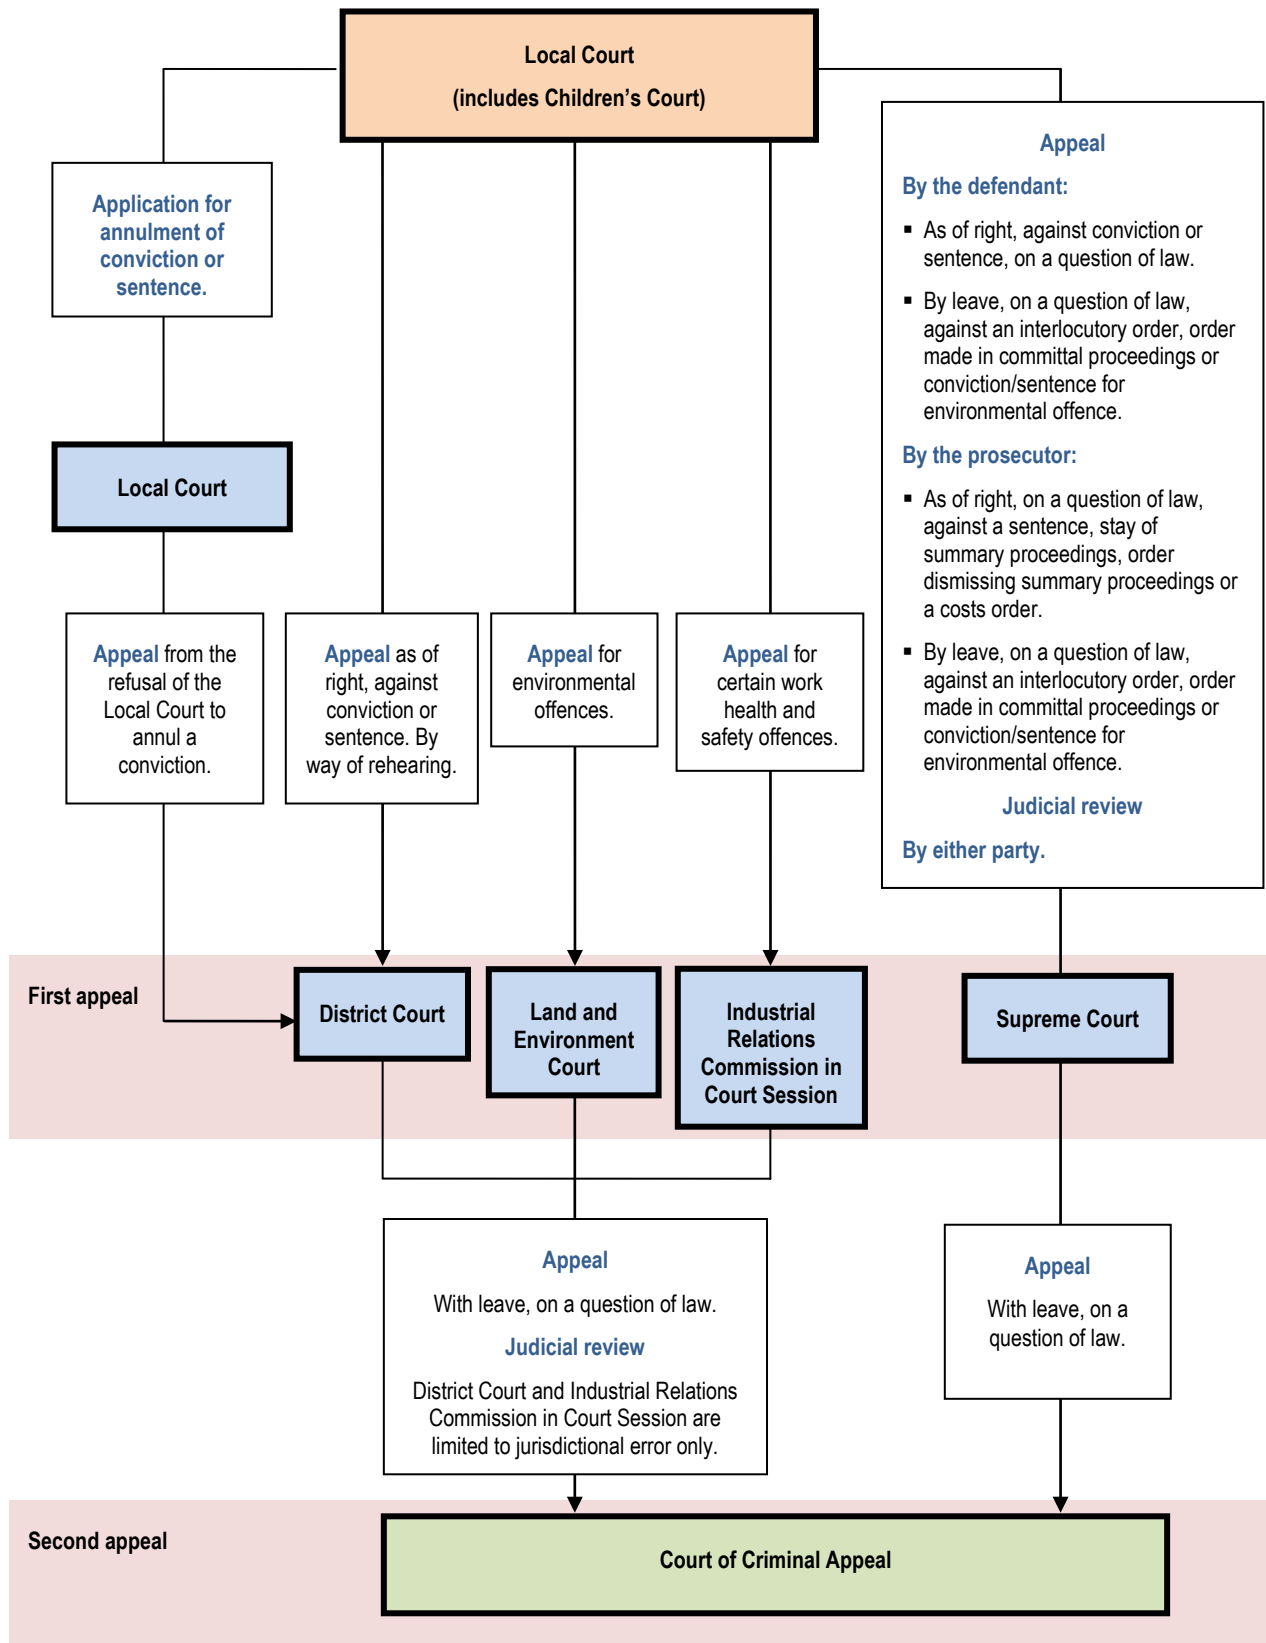 Local Court
(includes Children’s Court)
Application for
annulment of
conviction or
sentence.
Local Court
Appeal from the
refusal of the
Local Court to
annul a
conviction.
Appeal as of
right, against
conviction or
sentence. By
way of rehearing.
Appeal for
environmental
offences.
Appeal for
certain work
health and
safety offences.
Appeal
By the defendant:
▪ As of right, against conviction or
sentence, on a question of law.
▪ By leave, on a question of law,
against an interlocutory order, order
made in committal proceedings or
conviction/sentence for
environmental offence.
By the prosecutor:
▪ As of right, on a question of law,
against a sentence, stay of
summary proceedings, order
dismissing summary proceedings or
a costs order.
▪ By leave, on a question of law,
against an interlocutory order, order
made in committal proceedings or
conviction/sentence for
environmental offence.
Judicial review
By either party.
First appeal
District Court
Land and
Environment
Court
Industrial
Relations
Commission in
Court Session
Supreme Court
Appeal
With leave, on a question of law.
Judicial review
District Court and Industrial Relations
Commission in Court Session are
limited to jurisdictional error only.
Appeal
With leave, on a
question of law.
Second appeal
Court of Criminal Appeal